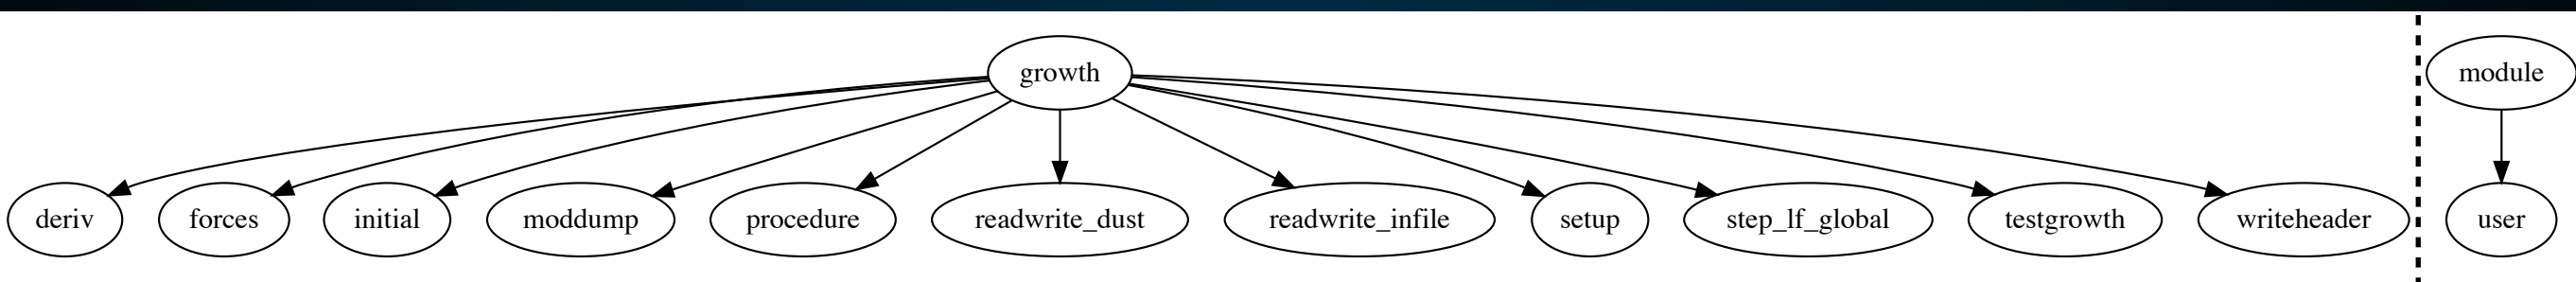 growth
module
deriv
forces
initial
moddump
procedure
readwrite_dust
readwrite_infile
setup
step_lf_global
testgrowth
writeheader
user